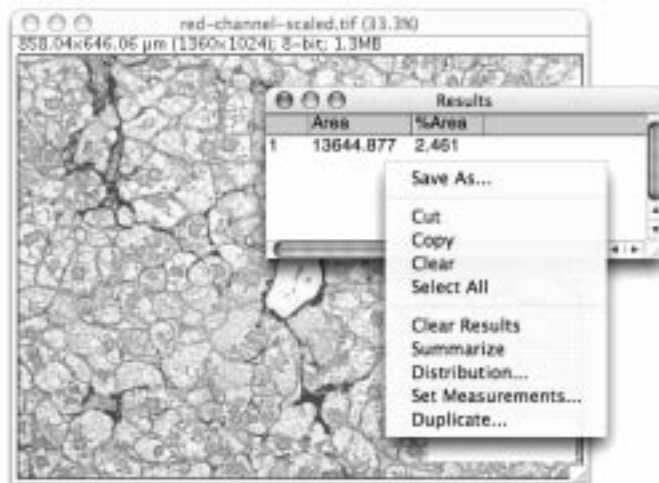 red-channel-scaled.tif (33.3%)
858.04x646.06 µm (1360x1024); 8-bit; 1.3MB
Results
Area %Area
1 13644.877 2.461
Save As...
Cut
Copy
Clear
Select All
Clear Results
Summarize
Distribution...
Set Measurements...
Duplicate...